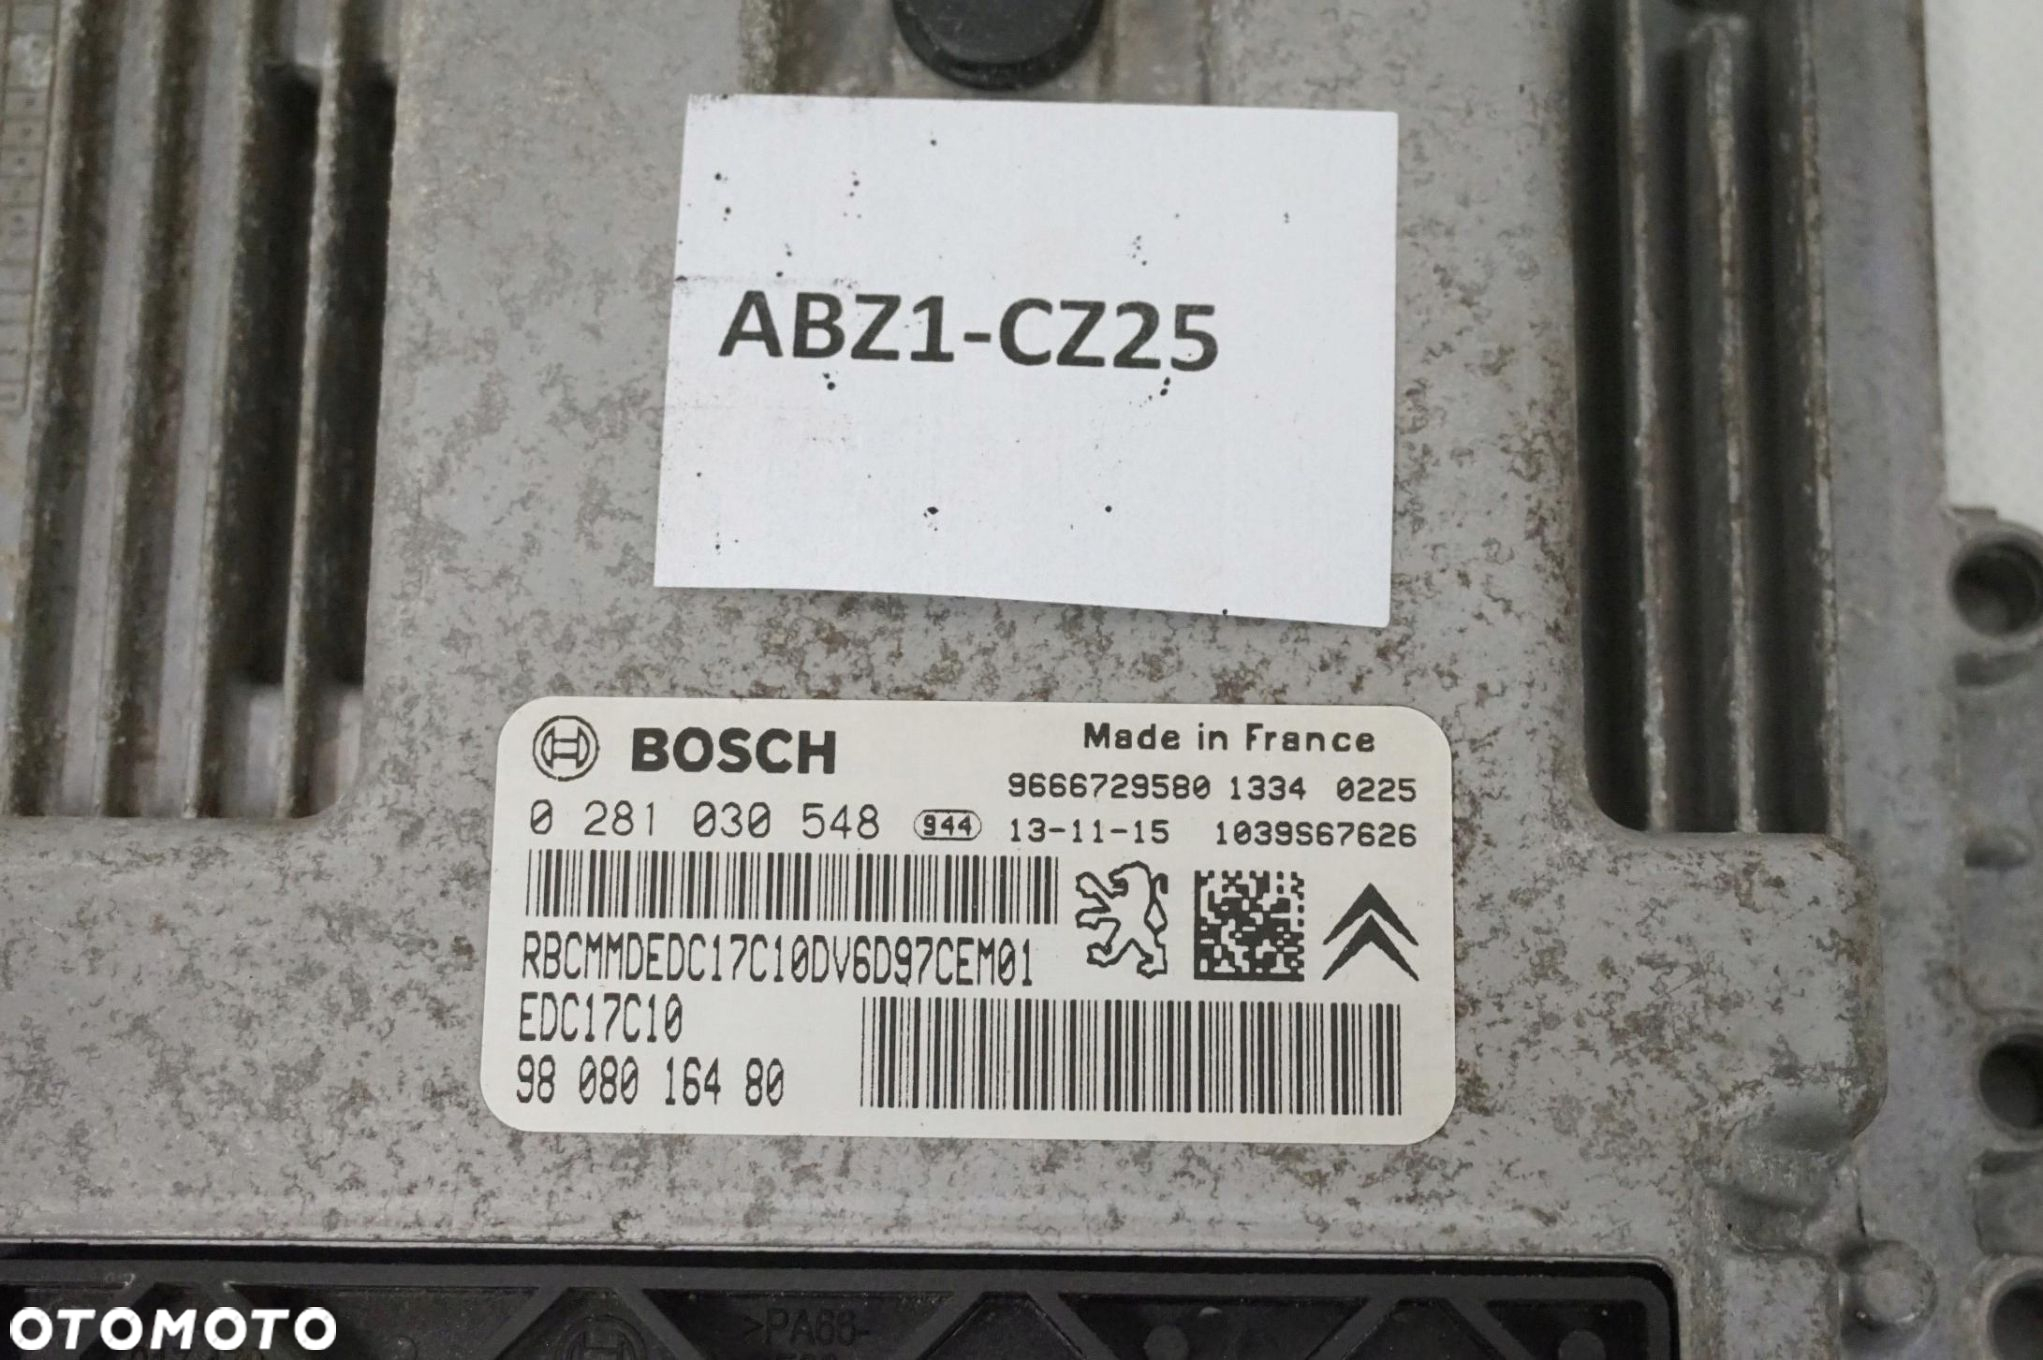 ABZ1-CZ25
BOSCH
Made in France
9666729580 1334 0225
0 281 030 548 944 13-11-15 1039S67626
RBCMMDEDC17C10DV6D97CEM01
EDC17C10
98 080 164 80
>PA66-
OTOMOTO